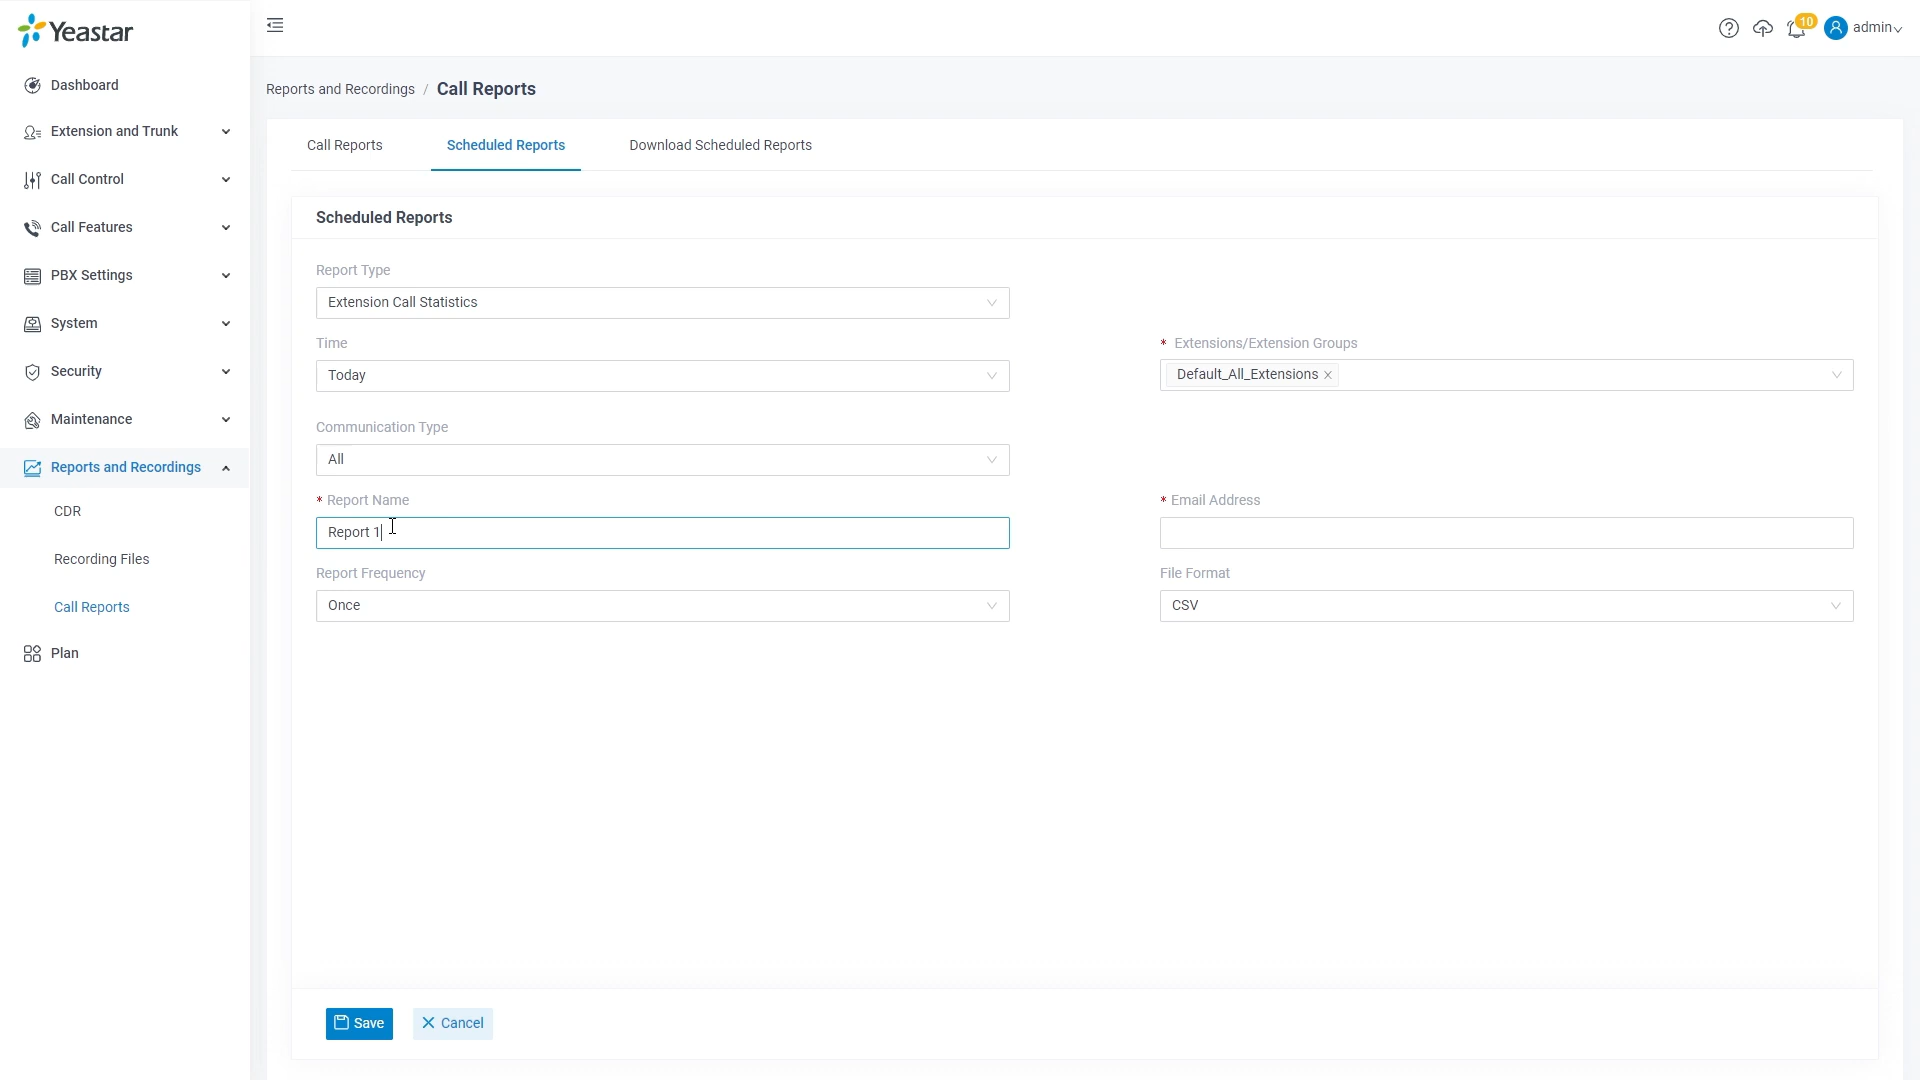 Yeastar
10
admin
Dashboard
Extension and Trunk
Call Control
Call Features
PBX Settings
System
Security
Maintenance
Reports and Recordings
CDR
Recording Files
Call Reports
Plan
Reports and Recordings / Call Reports
Call Reports
Scheduled Reports
Download Scheduled Reports
Scheduled Reports
Report Type
Extension Call Statistics
Time
Today
* Extensions/Extension Groups
Default_All_Extensions
Communication Type
All
* Report Name
Report 1
* Email Address
Report Frequency
Once
File Format
CSV
Save
Cancel